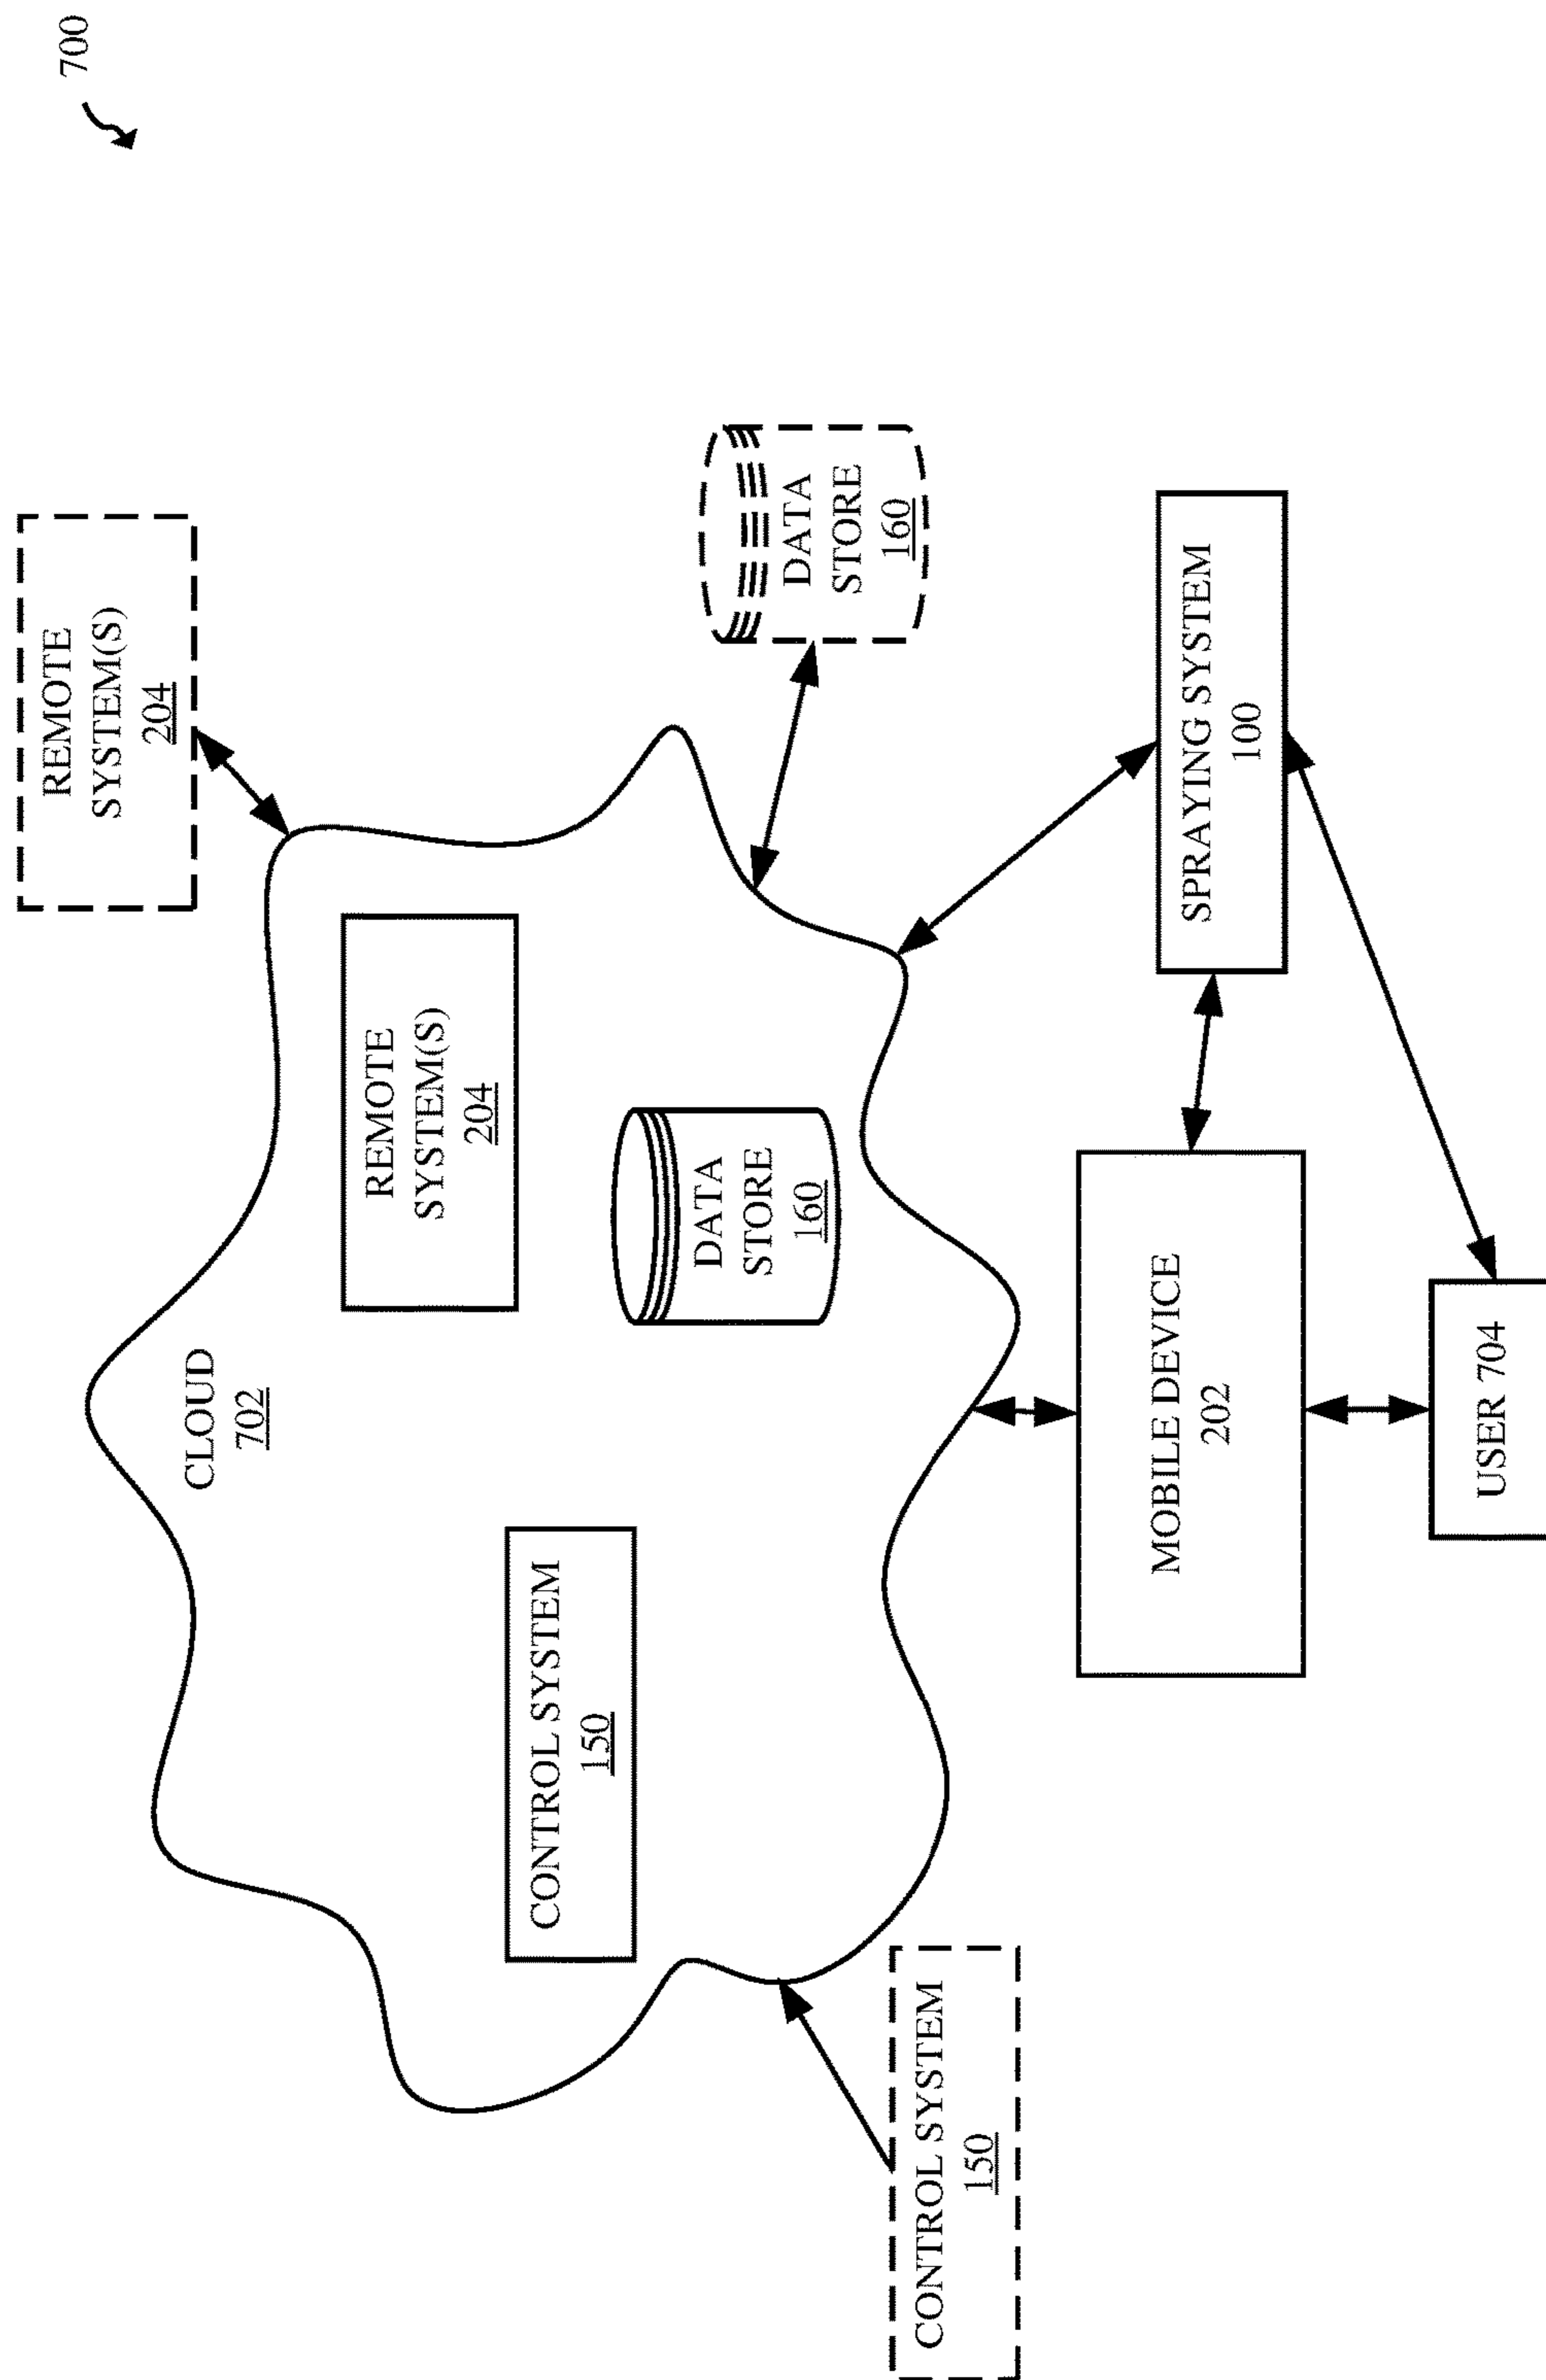 700
REMOTE
SYSTEM(S)
204
CLOUD
702
REMOTE
SYSTEM(S)
204
CONTROL SYSTEM
150
DATA
STORE
160
DATA
STORE
160
CONTROL SYSTEM
150
MOBILE DEVICE
202
SPRAYING SYSTEM
100
USER 704